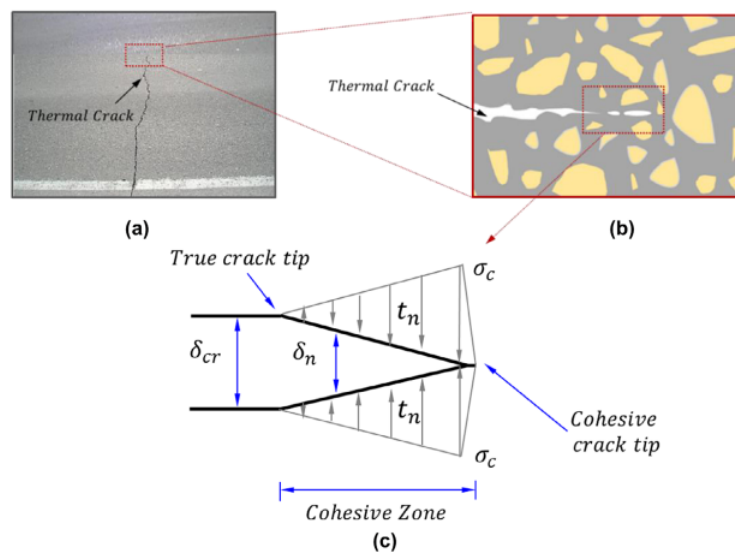 Thermal Crack
Thermal Crack
(a)
(b)
True crack tip
σc
tn
δcr
δn
tn
Cohesive
crack tip
σc
Cohesive Zone
(c)